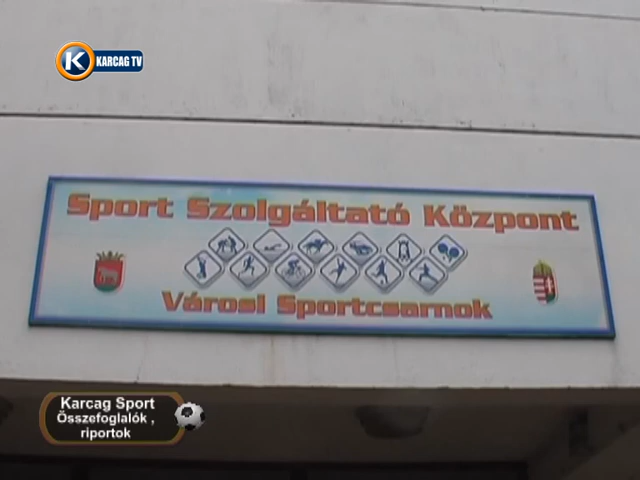 K KARCAG TV
Sport Szolgáltató Központ
Városi Sportcsarnok
Karcag Sport
Összefoglalók ,
riportok